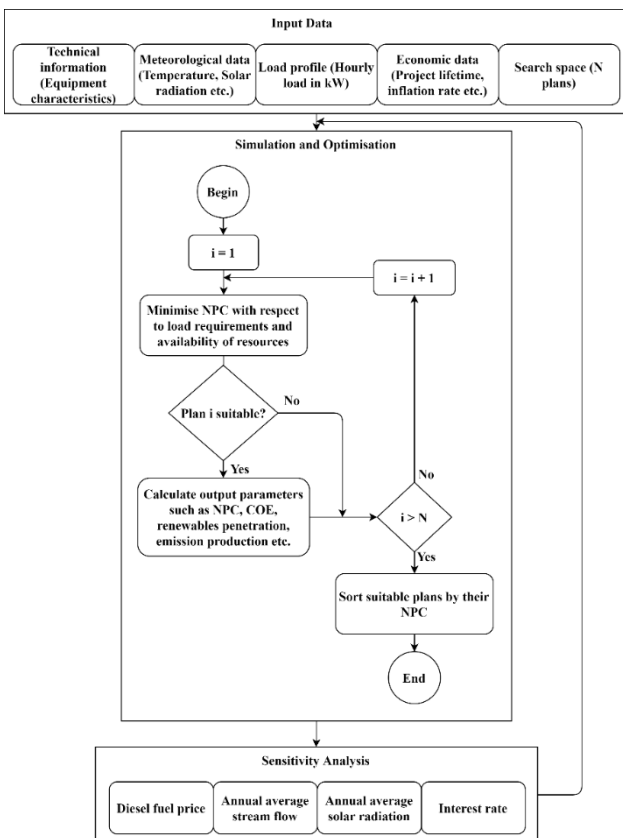 Input Data
Technical
information
(Equipment
characteristics)
Meteorological data
(Temperature, Solar
radiation etc.)
Load profile (Hourly
load in kW)
Economic data
(Project lifetime,
inflation rate etc.)
Search space (N
plans)
Simulation and Optimisation
Begin
i = 1
i = i + 1
Minimise NPC with respect
to load requirements and
availability of resources
Plan i suitable?
No
Yes
Calculate output parameters
such as NPC, COE,
renewables penetration,
emission production etc.
No
i > N
Yes
Sort suitable plans by their
NPC
End
Sensitivity Analysis
Diesel fuel price
Annual average
stream flow
Annual average
solar radiation
Interest rate